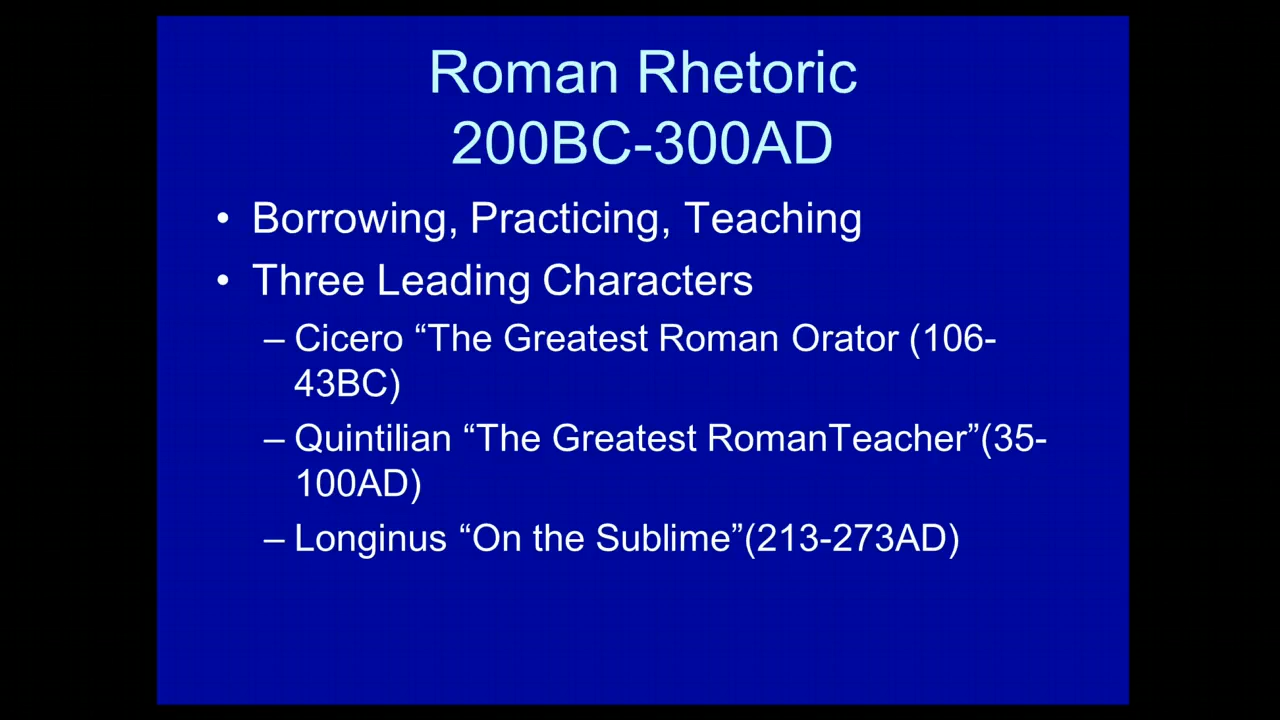 Roman Rhetoric
200BC-300AD
• Borrowing, Practicing, Teaching
• Three Leading Characters
– Cicero “The Greatest Roman Orator (106-
43BC)
– Quintilian “The Greatest RomanTeacher”(35-
100AD)
– Longinus “On the Sublime”(213-273AD)